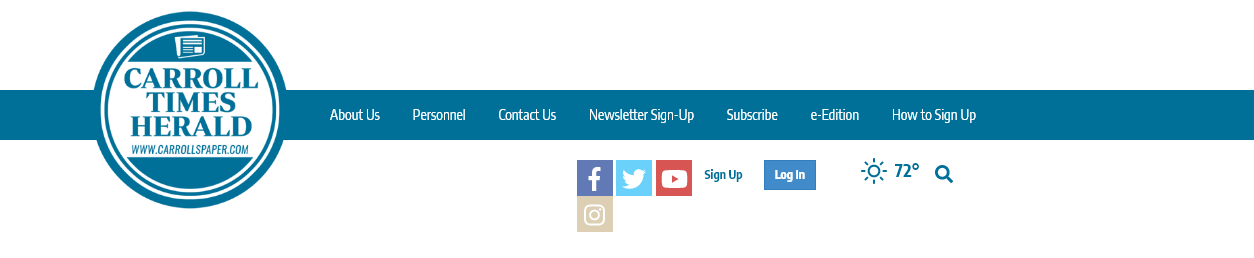 CARROLL
TIMES
HERALD
WWW.CARROLLSPAPER.COM
About Us Personnel Contact Us Newsletter Sign-Up Subscribe e-Edition How to Sign Up
Sign Up Log In 72°